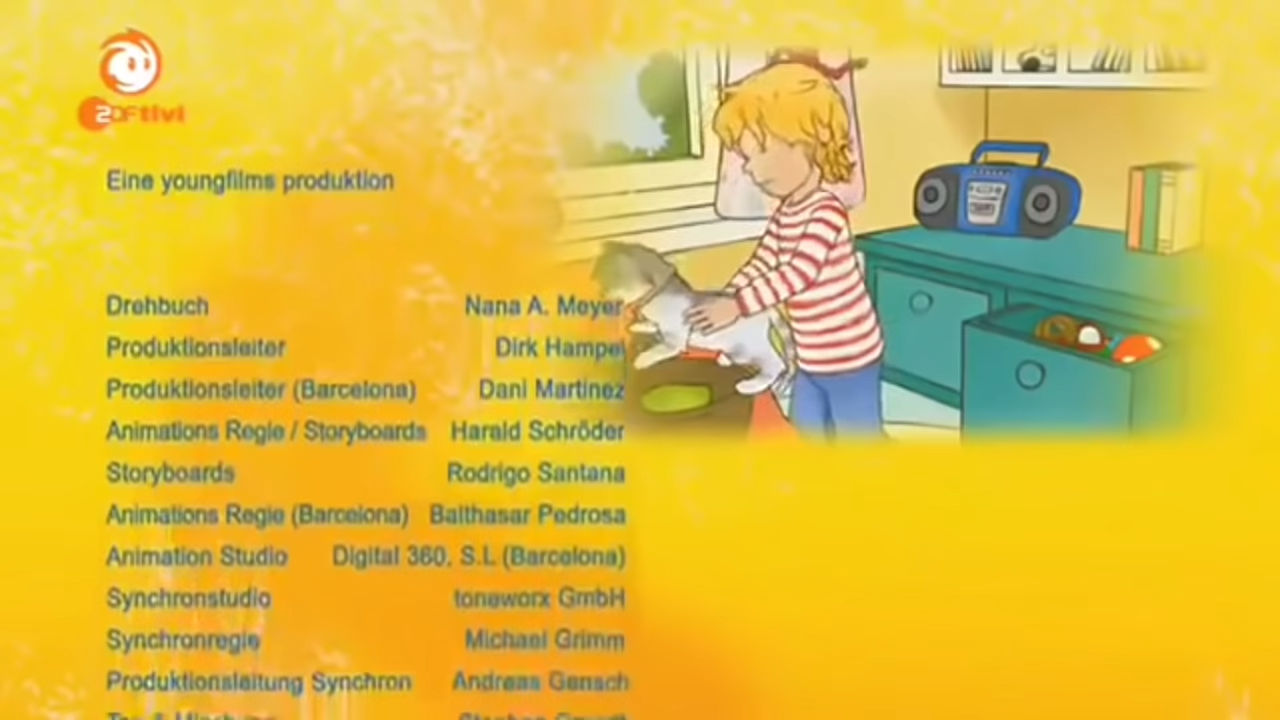 ZDFtivi
Eine youngfilms produktion
Drehbuch Nana A. Meyer
Produktionsleiter Dirk Hampel
Produktionsleiter (Barcelona) Dani Martinez
Animations Regie / Storyboards Harald Schröder
Storyboards Rodrigo Santana
Animations Regie (Barcelona) Balthasar Pedrosa
Animation Studio Digital 360, S.L (Barcelona)
Synchronstudio toneworx GmbH
Synchronregie Michael Grimm
Produktionsleitung Synchron Andreas Gensch